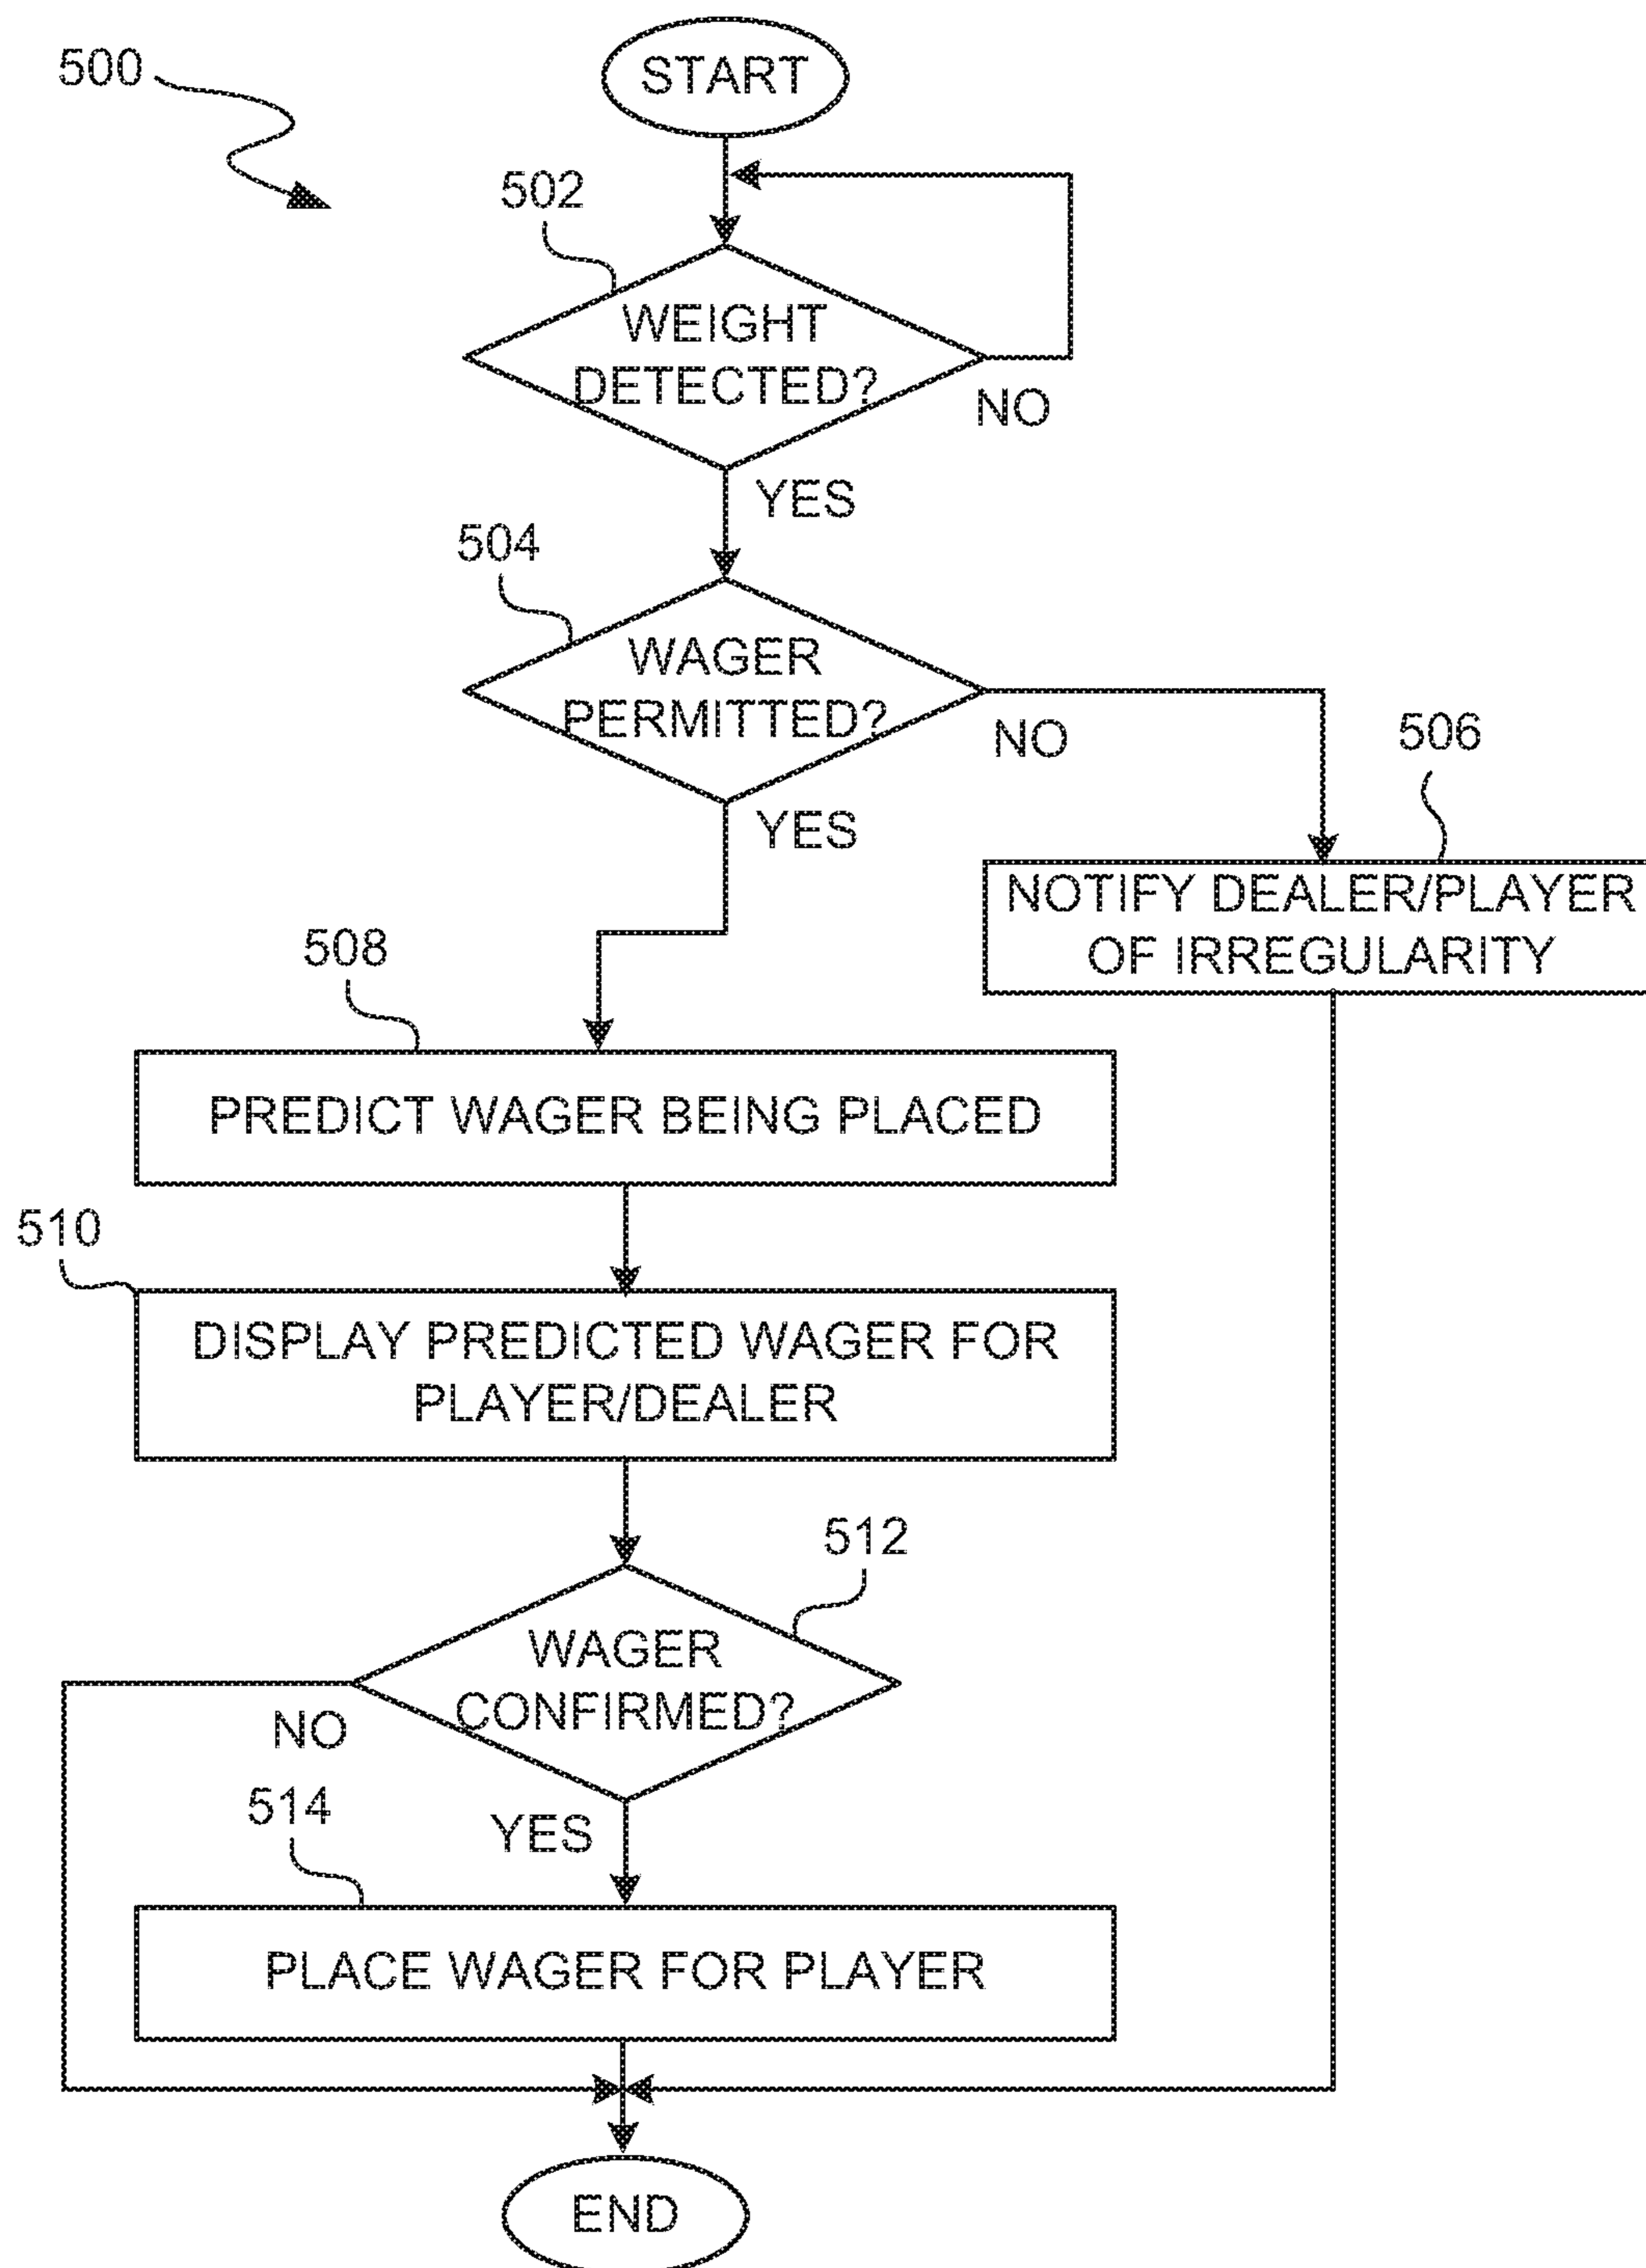 500
START
502
WEIGHT
DETECTED?
NO
YES
504
WAGER
PERMITTED?
NO
YES
506
NOTIFY DEALER/PLAYER
OF IRREGULARITY
508
PREDICT WAGER BEING PLACED
510
DISPLAY PREDICTED WAGER FOR
PLAYER/DEALER
512
WAGER
CONFIRMED?
NO
YES
514
PLACE WAGER FOR PLAYER
END